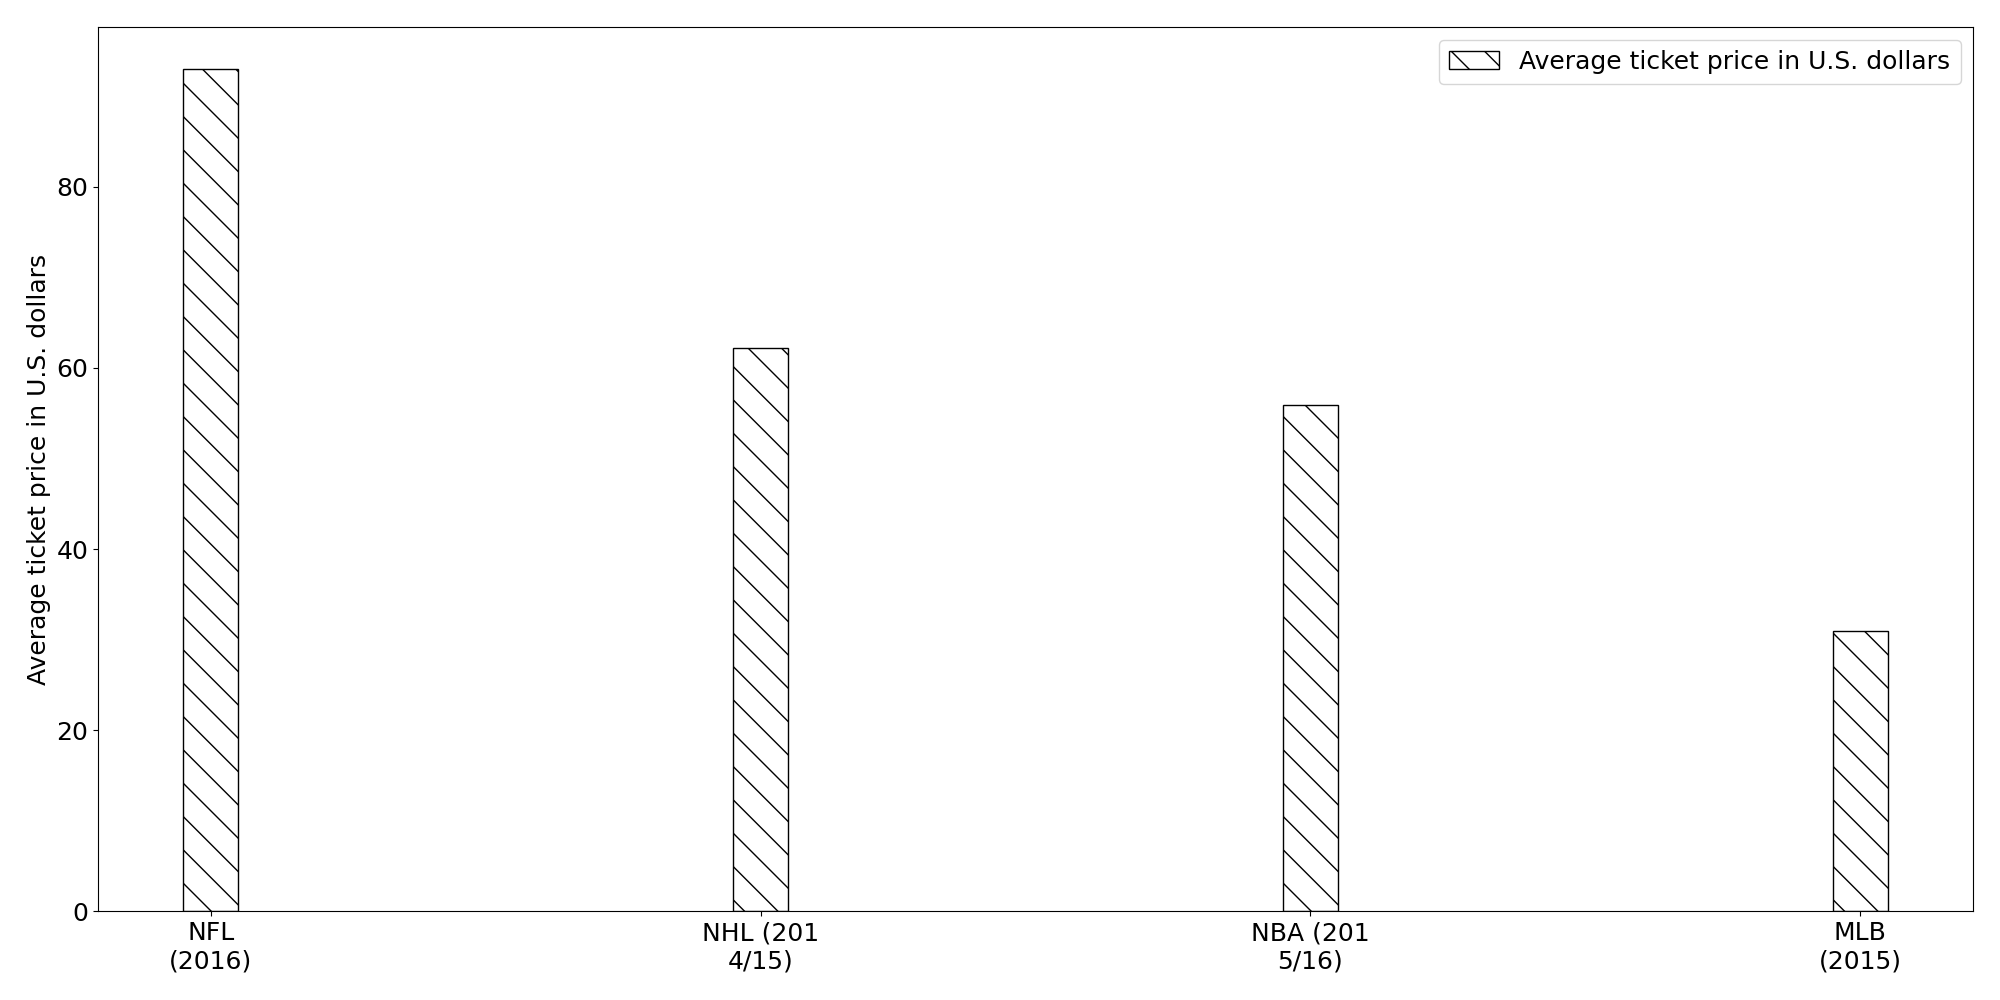 Average ticket price in U.S. dollars
Average ticket price in U.S. dollars
80
60
40
20
0
NFL
(2016)
NHL (201
4/15)
NBA (201
5/16)
MLB
(2015)